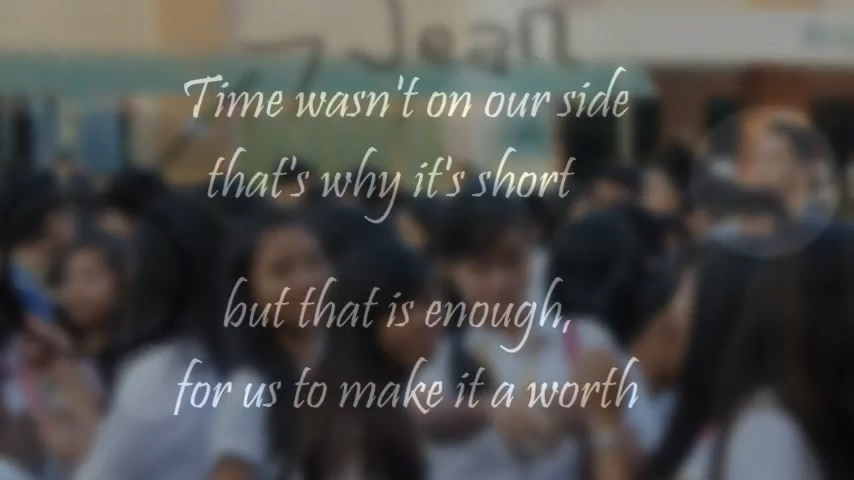 Jean
Time wasn't on our side
that's why it's short
but that is enough,
for us to make it a worth